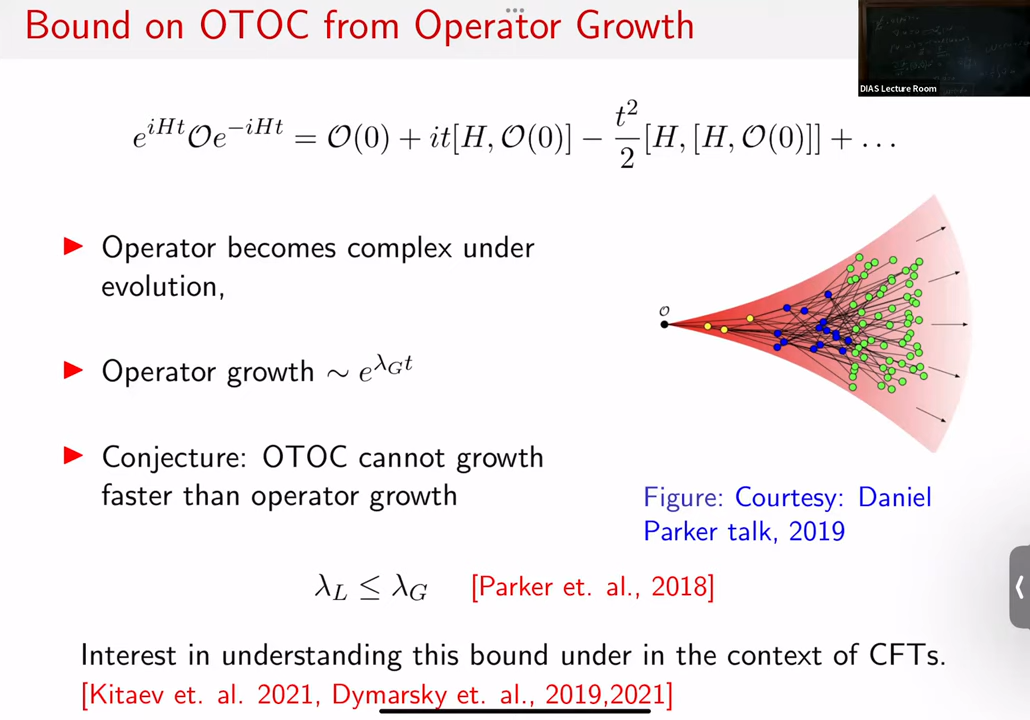 Bound on OTOC from Operator Growth
DIAS Lecture Room
e^{iHt}𝒪e^{-iHt} = 𝒪(0) + it[H, 𝒪(0)] − t²/2 [H, [H, 𝒪(0)]] + ...
Operator becomes complex under
evolution,
Operator growth ∼ e^{λ_G t}
Conjecture: OTOC cannot growth
faster than operator growth
𝒪
Figure: Courtesy: Daniel
Parker talk, 2019
λ_L ≤ λ_G [Parker et. al., 2018]
Interest in understanding this bound under in the context of CFTs.
[Kitaev et. al. 2021, Dymarsky et. al., 2019,2021]